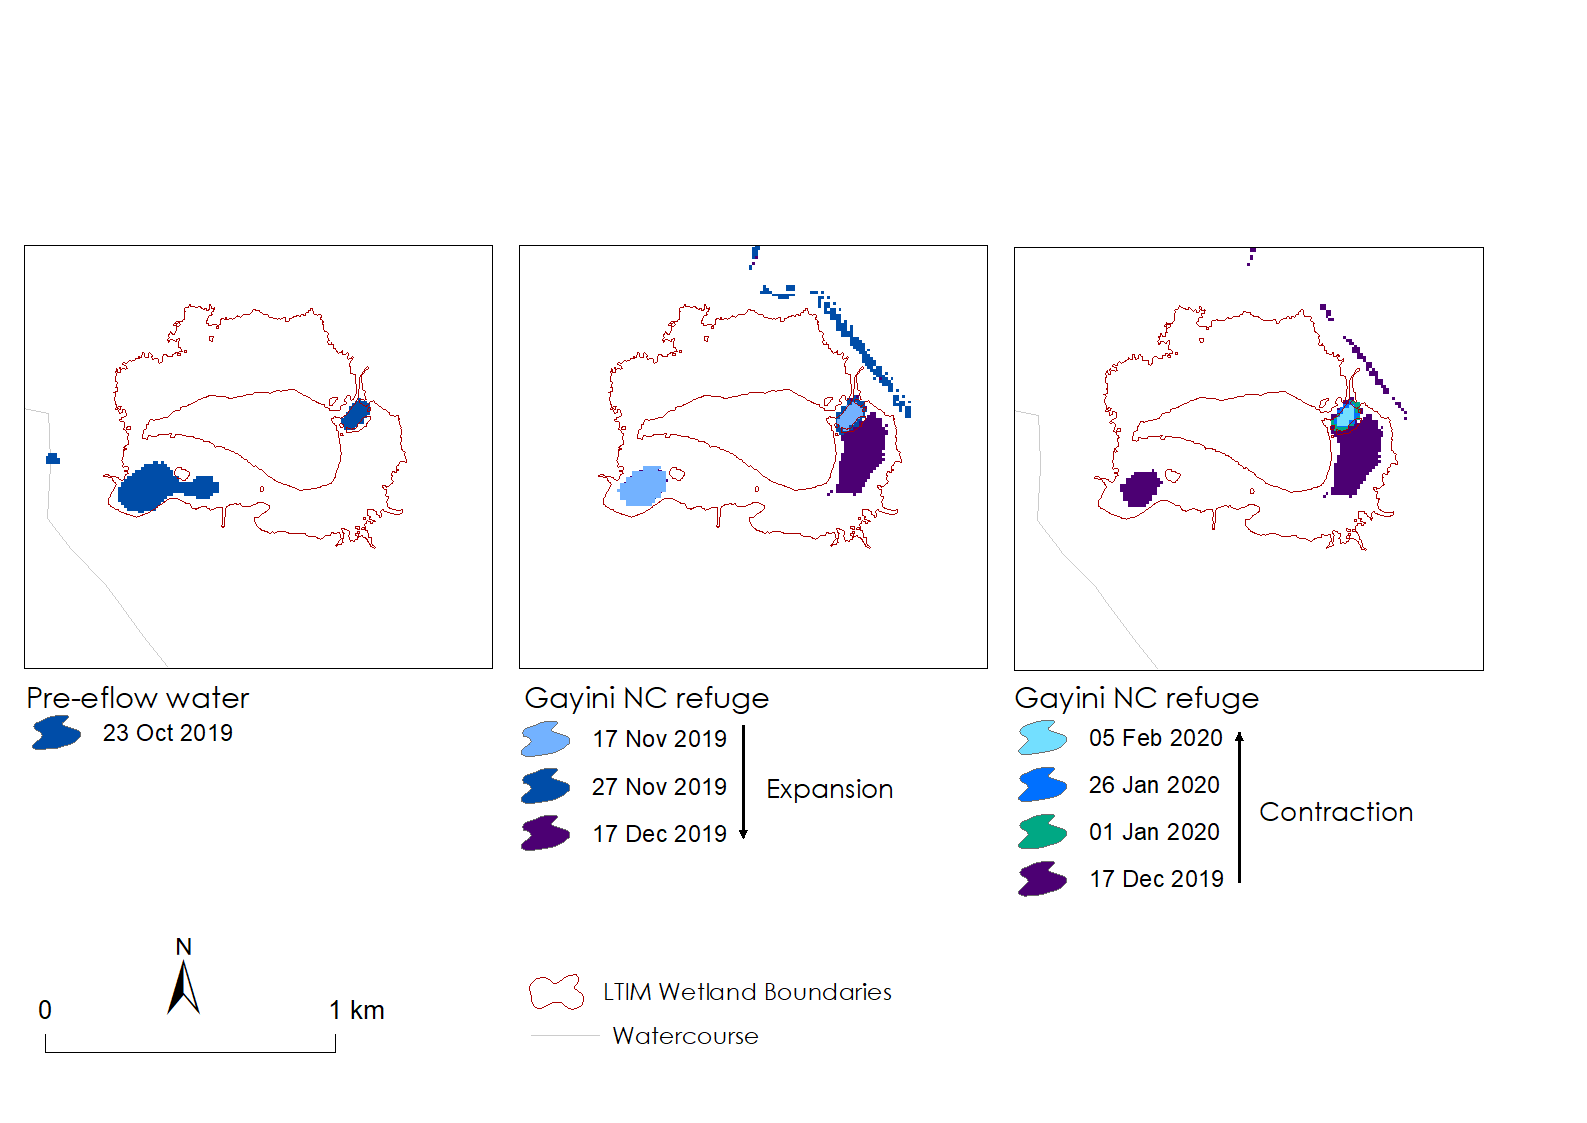 Pre-eflow water
23 Oct 2019
Gayini NC refuge
17 Nov 2019
27 Nov 2019
17 Dec 2019
Expansion
Gayini NC refuge
05 Feb 2020
26 Jan 2020
01 Jan 2020
17 Dec 2019
Contraction
N
0 1 km
LTIM Wetland Boundaries
Watercourse